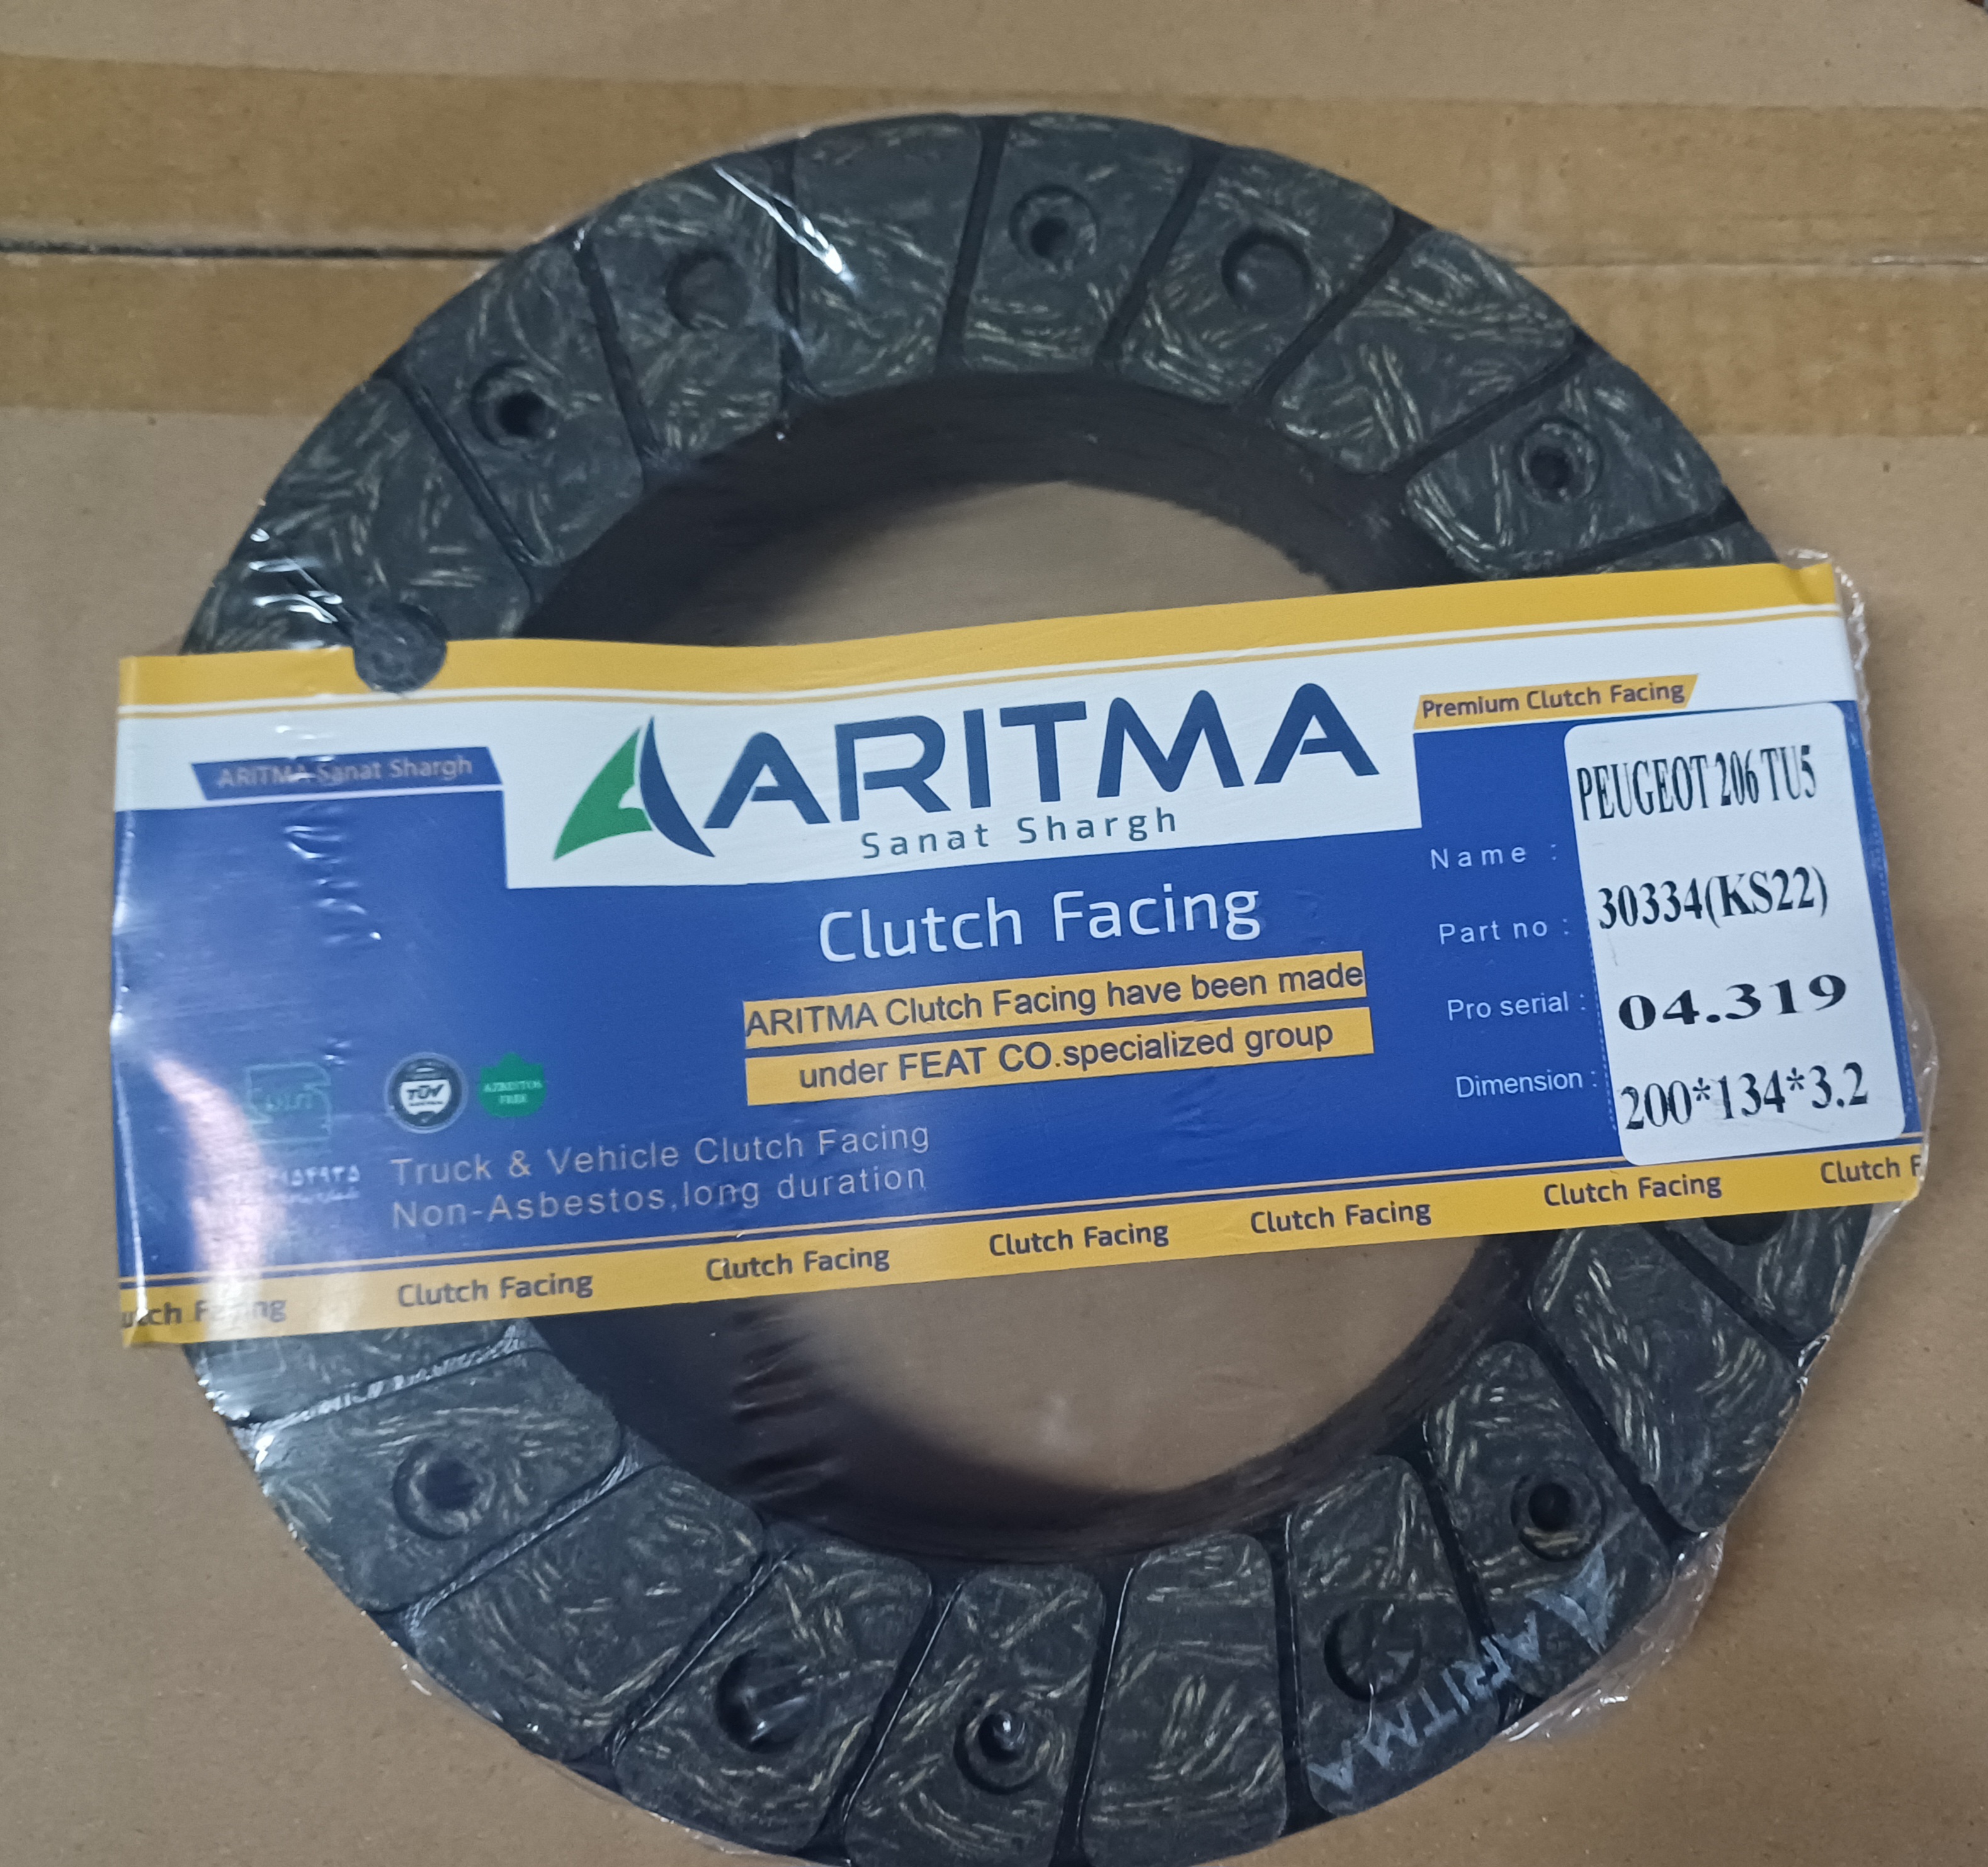 ARITMA Sanat Shargh
ARITMA
Sanat Shargh
Clutch Facing
ARITMA Clutch Facing have been made
under FEAT CO.specialized group
Premium Clutch Facing
Name : PEUGEOT 206 TU5
Part no : 30334(KS22)
Pro serial : 04.319
Dimension : 200*134*3.2
TÜV
FREE
Truck & Vehicle Clutch Facing
Non-Asbestos,long duration
Clutch Facing
Clutch Facing
Clutch Facing
Clutch Facing
Clutch Facing
Clutch F
ARITMA